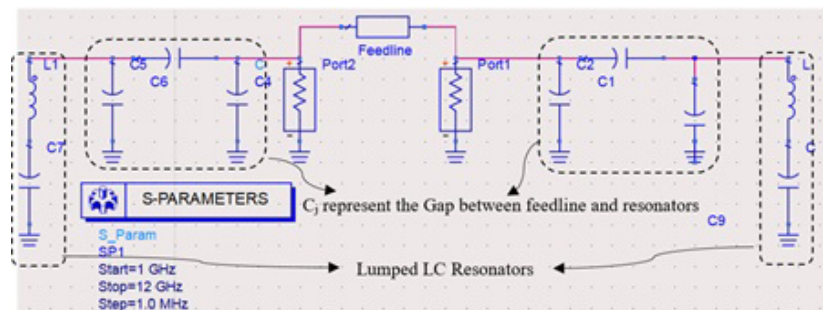 Feedline
L1
C5
C6
C
C4
Port2
Port1
C2
C1
L
C7
C
S-PARAMETERS
Cj represent the Gap between feedline and resonators
C9
S_Param
SP1
Start=1 GHz
Stop=12 GHz
Step=1.0 MHz
Lumped LC Resonators